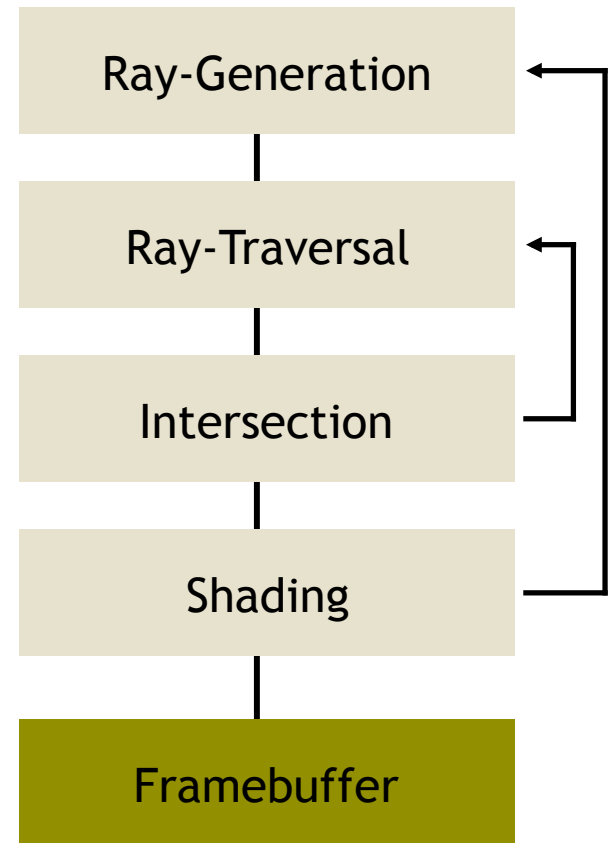 Ray-Generation
Ray-Traversal
Intersection
Shading
Framebuffer